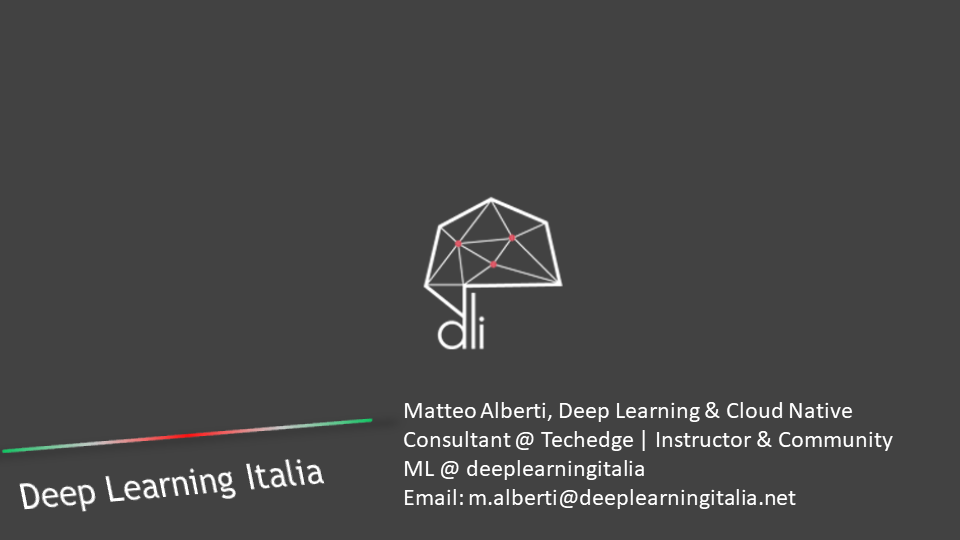 dli
Matteo Alberti, Deep Learning & Cloud Native
Consultant @ Techedge | Instructor & Community
ML @ deeplearningitalia
Email: m.alberti@deeplearningitalia.net
Deep Learning Italia